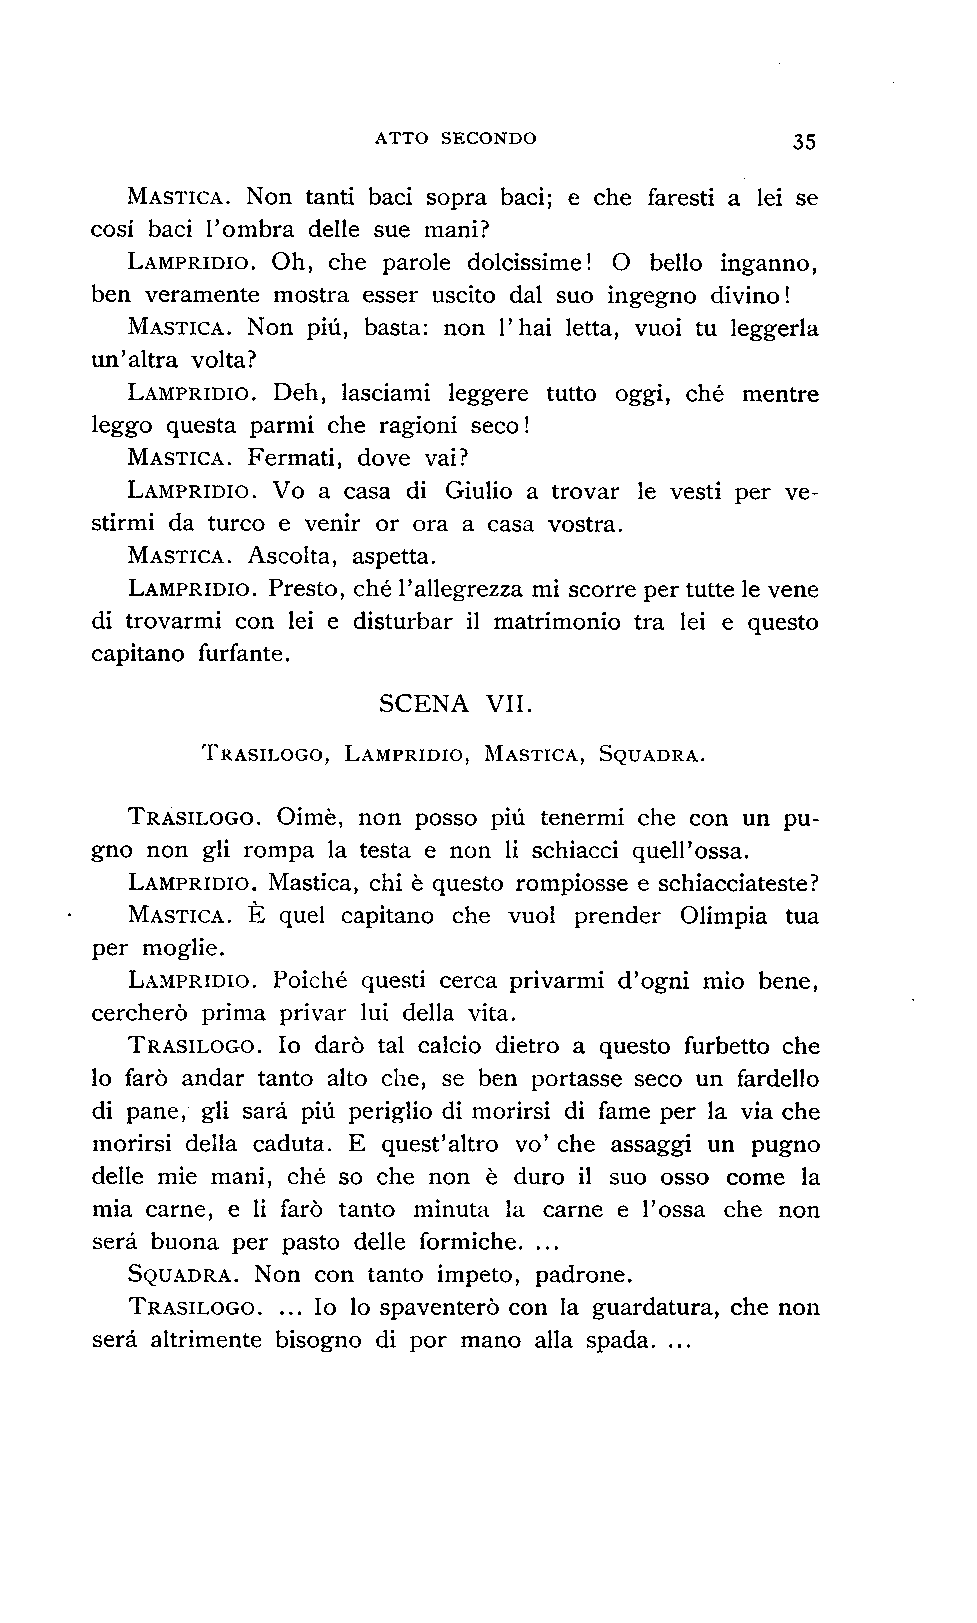 ATTO SECONDO 35
MASTICA. Non tanti baci sopra baci; e che faresti a lei se
cosí baci l'ombra delle sue mani?
LAMPRIDIO. Oh, che parole dolcissime! O bello inganno,
ben veramente mostra esser uscito dal suo ingegno divino!
MASTICA. Non piú, basta: non l'hai letta, vuoi tu leggerla
un'altra volta?
LAMPRIDIO. Deh, lasciami leggere tutto oggi, ché mentre
leggo questa parmi che ragioni seco!
MASTICA. Fermati, dove vai?
LAMPRIDIO. Vo a casa di Giulio a trovar le vesti per ve-
stirmi da turco e venir or ora a casa vostra.
MASTICA. Ascolta, aspetta.
LAMPRIDIO. Presto, ché l'allegrezza mi scorre per tutte le vene
di trovarmi con lei e disturbar il matrimonio tra lei e questo
capitano furfante.
SCENA VII.
TRASILOGO, LAMPRIDIO, MASTICA, SQUADRA.
TRASILOGO. Oimè, non posso piú tenermi che con un pu-
gno non gli rompa la testa e non li schiacci quell'ossa.
LAMPRIDIO. Mastica, chi è questo rompiosse e schiacciateste?
MASTICA. È quel capitano che vuol prender Olimpia tua
per moglie.
LAMPRIDIO. Poiché questi cerca privarmi d'ogni mio bene,
cercherò prima privar lui della vita.
TRASILOGO. Io darò tal calcio dietro a questo furbetto che
lo farò andar tanto alto che, se ben portasse seco un fardello
di pane, gli sará piú periglio di morirsi di fame per la via che
morirsi della caduta. E quest'altro vo' che assaggi un pugno
delle mie mani, ché so che non è duro il suo osso come la
mia carne, e li farò tanto minuta la carne e l'ossa che non
será buona per pasto delle formiche. ...
SQUADRA. Non con tanto impeto, padrone.
TRASILOGO. ... Io lo spaventerò con la guardatura, che non
será altrimente bisogno di por mano alla spada. ...